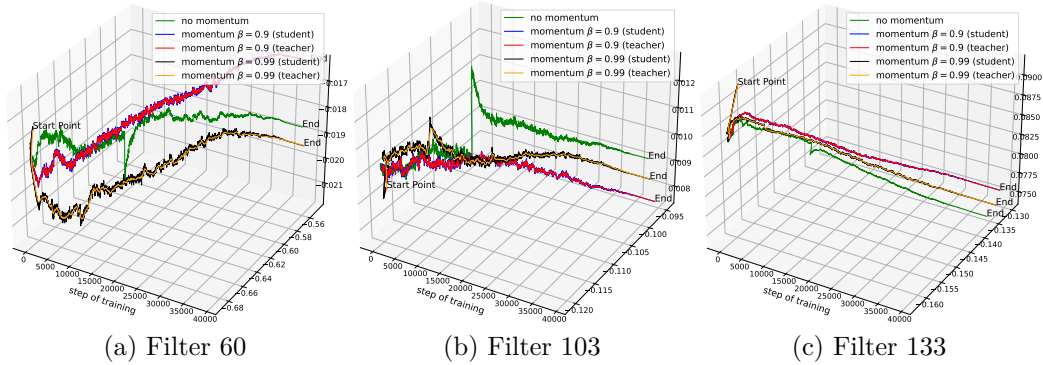 no momentum
momentum β = 0.9 (student)
momentum β = 0.9 (teacher)
momentum β = 0.99 (student)
momentum β = 0.99 (teacher)
Start Point
End
End
−0.017
−0.018
−0.019
−0.020
−0.021
−0.56
−0.58
−0.60
−0.62
−0.64
−0.66
−0.68
0
5000
10000
15000
20000
25000
30000
35000
40000
step of training
(a) Filter 60
no momentum
momentum β = 0.9 (student)
momentum β = 0.9 (teacher)
momentum β = 0.99 (student)
momentum β = 0.99 (teacher)
Start Point
End
End
End
0.012
0.011
0.010
0.009
0.008
−0.095
−0.100
−0.105
−0.110
−0.115
−0.120
0
5000
10000
15000
20000
25000
30000
35000
40000
step of training
(b) Filter 103
no momentum
momentum β = 0.9 (student)
momentum β = 0.9 (teacher)
momentum β = 0.99 (student)
momentum β = 0.99 (teacher)
Start Point
End
End
End
0.0900
0.0875
0.0850
0.0825
0.0800
0.0775
0.0750
−0.130
−0.135
−0.140
−0.145
−0.150
−0.155
−0.160
0
5000
10000
15000
20000
25000
30000
35000
40000
step of training
(c) Filter 133